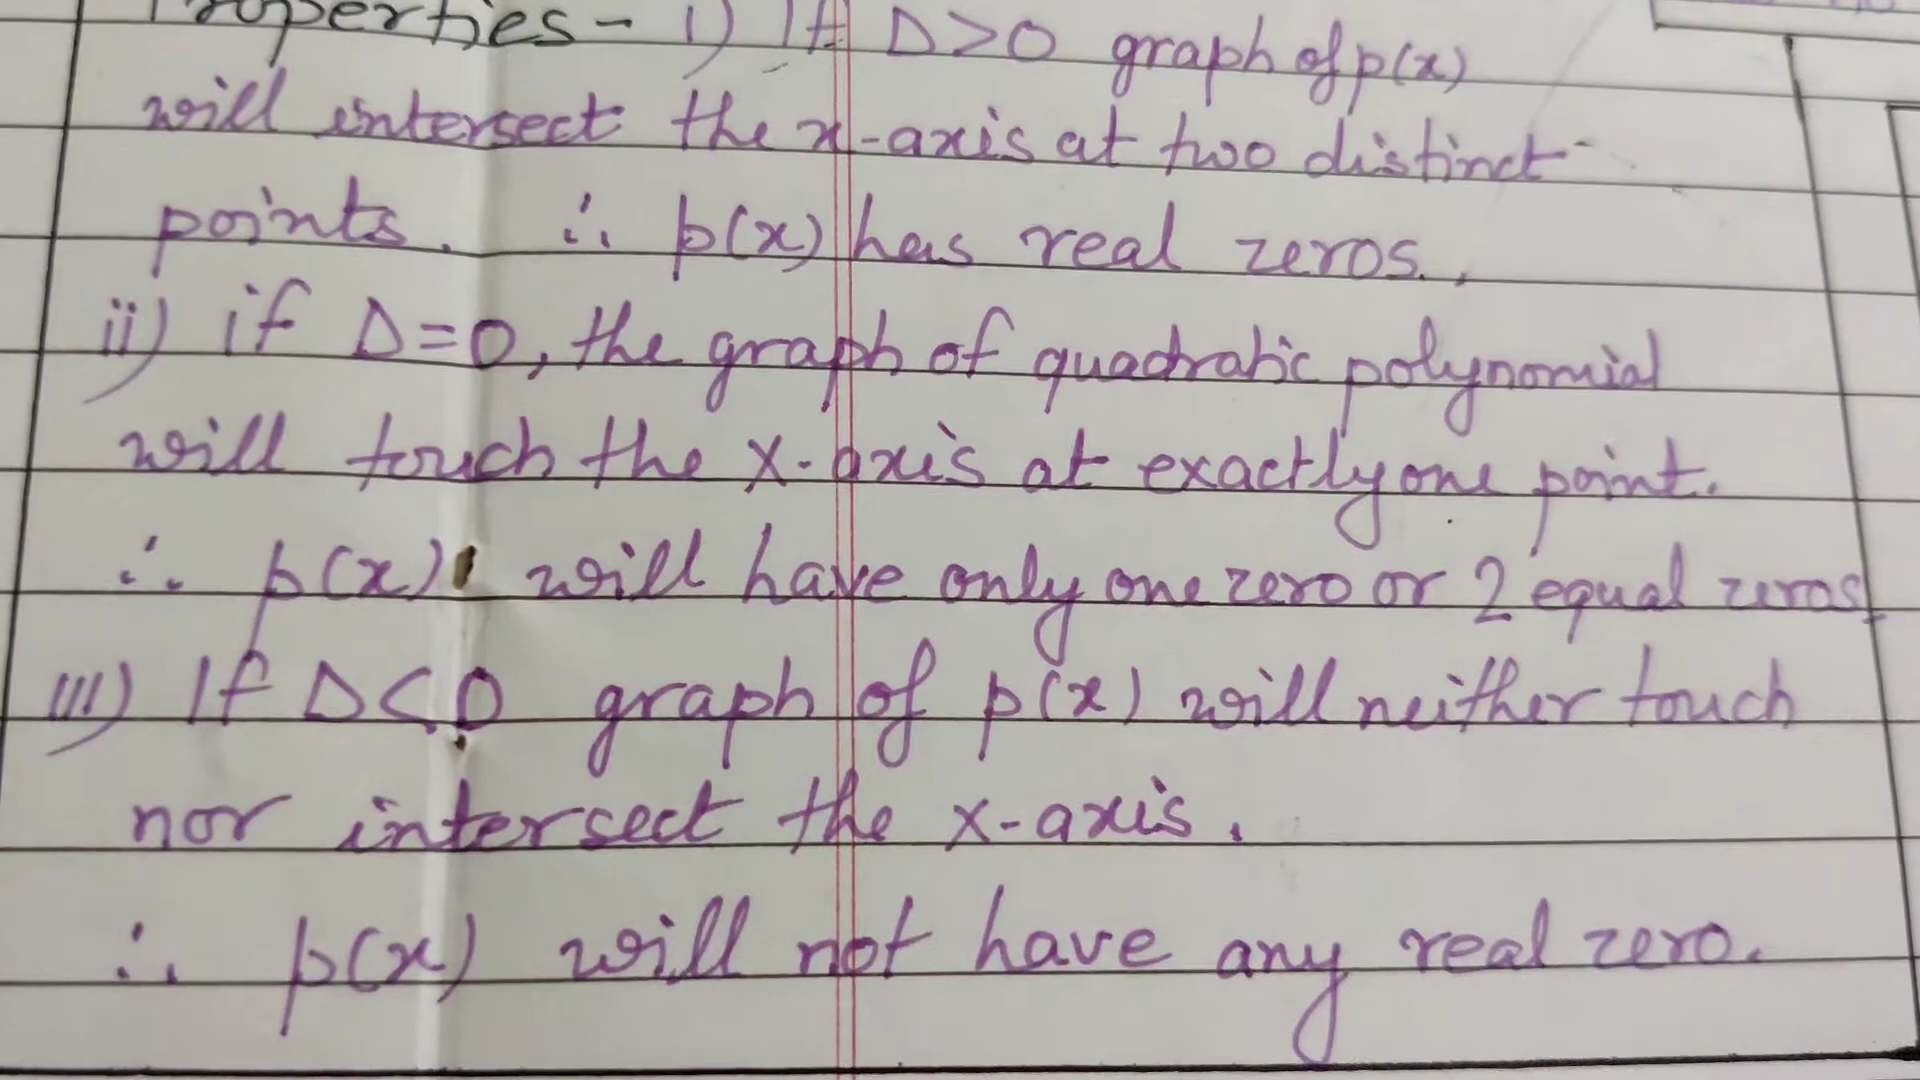 Properties - i) If Δ>0 graph of p(x)
will intersect the x-axis at two distinct
points. ∴ p(x) has real zeros.
ii) if Δ=0, the graph of quadratic polynomial
will touch the x-axis at exactly one point.
∴ p(x) will have only one zero or 2 equal zeros
iii) If Δ<0 graph of p(x) will neither touch
nor intersect the x-axis.
∴ p(x) will not have any real zero.